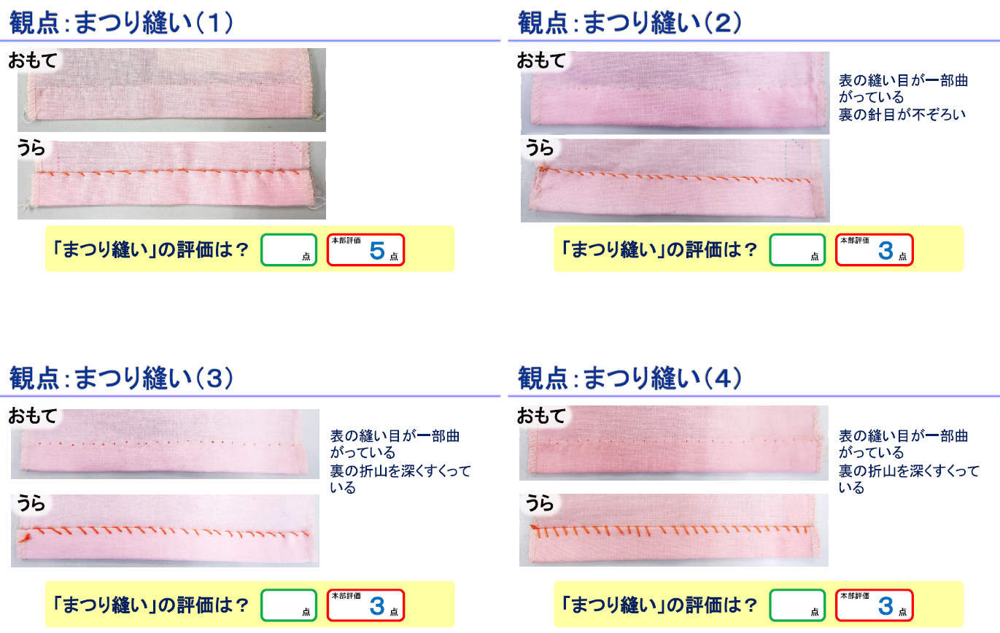 観点：まつり縫い（１）
おもて
うら
「まつり縫い」の評価は？
点
本部評価
5 点
観点：まつり縫い（２）
おもて
表の縫い目が一部曲
がっている
裏の針目が不ぞろい
うら
「まつり縫い」の評価は？
点
本部評価
3 点
観点：まつり縫い（３）
おもて
表の縫い目が一部曲
がっている
裏の折山を深くすくって
いる
うら
「まつり縫い」の評価は？
点
本部評価
3 点
観点：まつり縫い（４）
おもて
表の縫い目が一部曲
がっている
裏の折山を深くすくって
いる
うら
「まつり縫い」の評価は？
点
本部評価
3 点